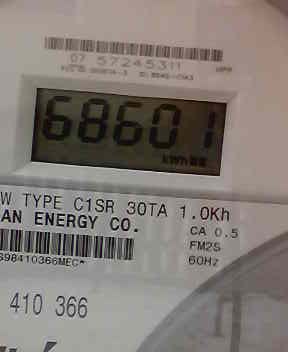 07 57245311
68601
kWh
W TYPE C1SR 30TA 1.0Kh
AN ENERGY CO.
CA 0.5
FM2S
S98410366MEC*
60Hz
410 366